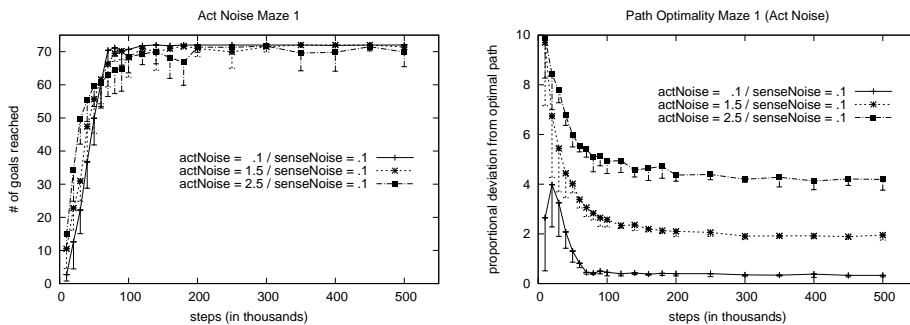 Act Noise Maze 1
# of goals reached
70
60
50
40
30
20
10
0
actNoise = .1 / senseNoise = .1
actNoise = 1.5 / senseNoise = .1
actNoise = 2.5 / senseNoise = .1
0 100 200 300 400 500
steps (in thousands)
Path Optimality Maze 1 (Act Noise)
proportional deviation from optimal path
10
8
6
4
2
0
actNoise = .1 / senseNoise = .1
actNoise = 1.5 / senseNoise = .1
actNoise = 2.5 / senseNoise = .1
0 100 200 300 400 500
steps (in thousands)